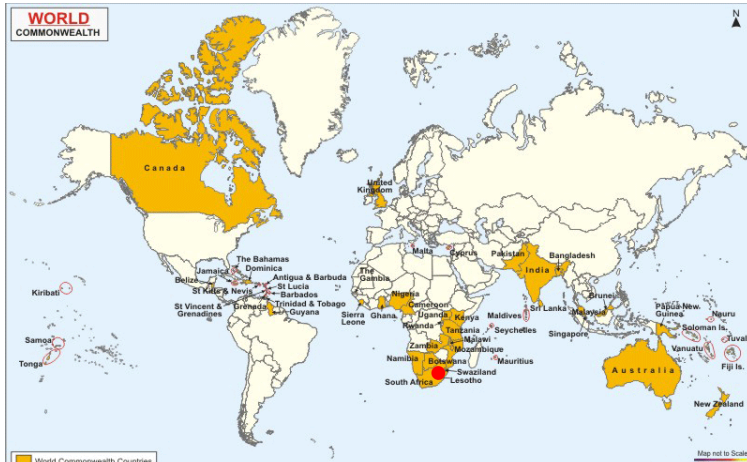 WORLD
COMMONWEALTH
N
Canada
United
Kingdom
Malta
Cyprus
Pakistan
Bangladesh
India
The Bahamas
Jamaica
Dominica
Belize
St Kitts & Nevis
Antigua & Barbuda
St Lucia
Barbados
St Vincent &
Grenadines
Grenada
Trinidad & Tobago
Guyana
Kiribati
Samoa
Tonga
The
Gambia
Sierra
Leone
Ghana
Nigeria
Cameroon
Uganda
Kenya
Rwanda
Tanzania
Malawi
Zambia
Mozambique
Namibia
Botswana
Swaziland
South Africa
Lesotho
Maldives
Sri Lanka
Seychelles
Mauritius
Brunei
Malaysia
Singapore
Papua New
Guinea
Nauru
Soloman Is.
Tuval
Vanuatu
Fiji Is.
Australia
New Zealand
World Commonwealth Countries
Map not to Scale